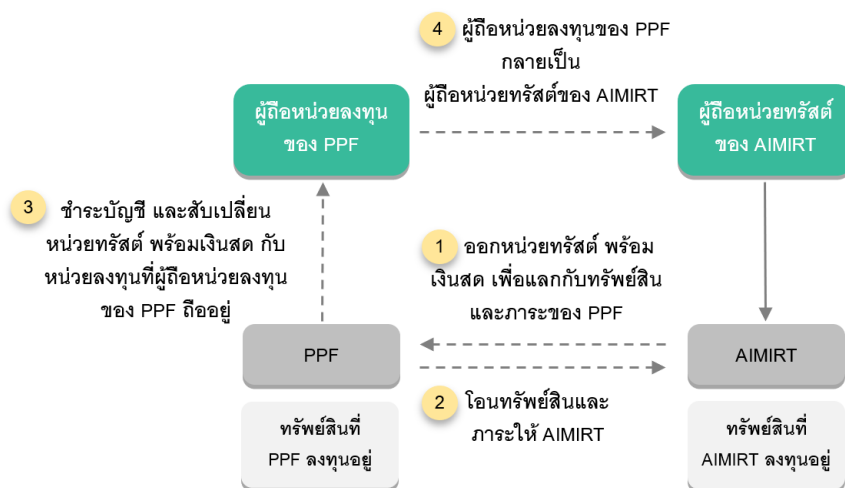 4 ผู้ถือหน่วยลงทุนของ PPF
กลายเป็น
ผู้ถือหน่วยทรัสต์ของ AIMIRT
ผู้ถือหน่วยลงทุน
ของ PPF
ผู้ถือหน่วยทรัสต์
ของ AIMIRT
3 ชำระบัญชี และสับเปลี่ยน
หน่วยทรัสต์ พร้อมเงินสด กับ
หน่วยลงทุนที่ผู้ถือหน่วยลงทุน
ของ PPF ถืออยู่
1 ออกหน่วยทรัสต์ พร้อม
เงินสด เพื่อแลกกับทรัพย์สิน
และภาระของ PPF
PPF
AIMIRT
2 โอนทรัพย์สินและ
ภาระให้ AIMIRT
ทรัพย์สินที่
PPF ลงทุนอยู่
ทรัพย์สินที่
AIMIRT ลงทุนอยู่